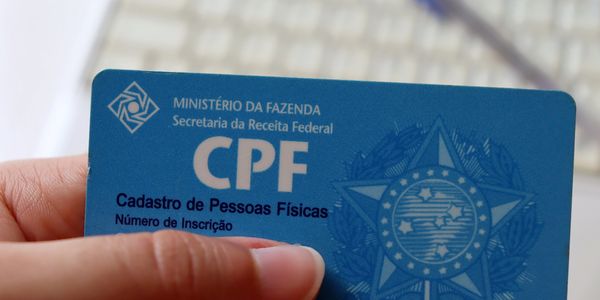 MINISTÉRIO DA FAZENDA
Secretaria da Receita Federal
CPF
Cadastro de Pessoas Físicas
Número de Inscrição